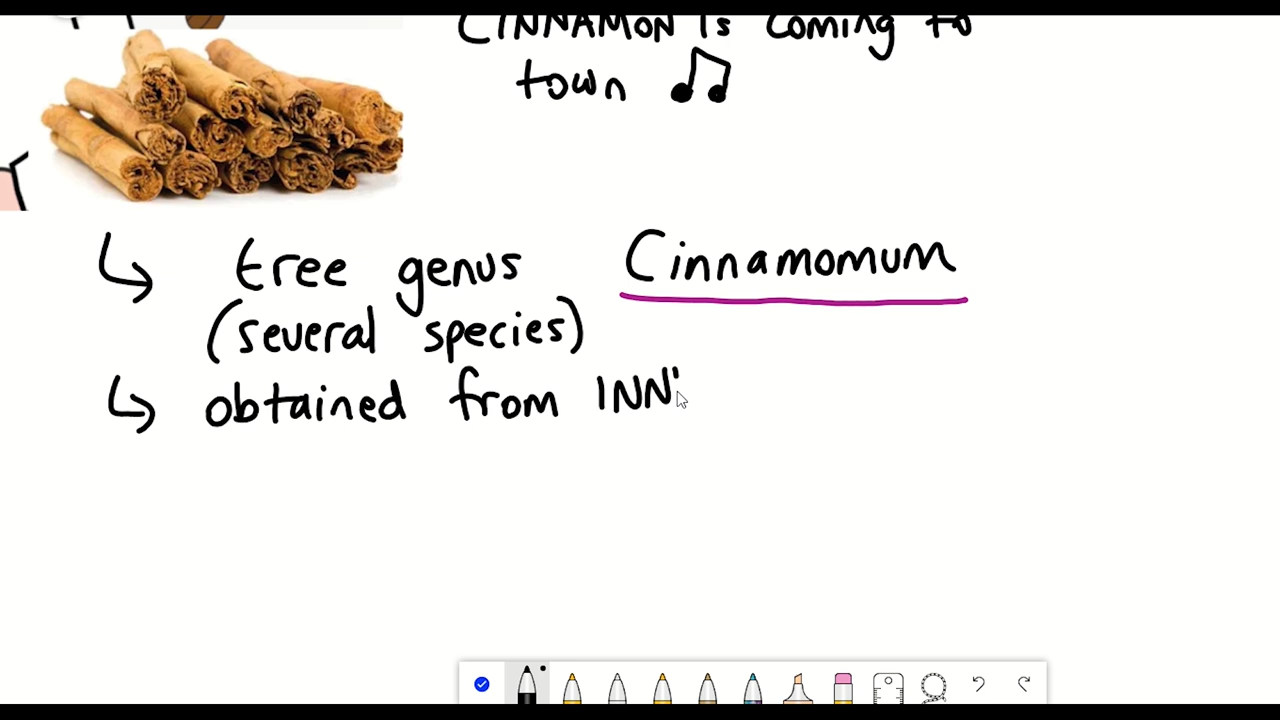 CINNAMON is coming to
town
tree genus Cinnamomum
(several species)
obtained from INN